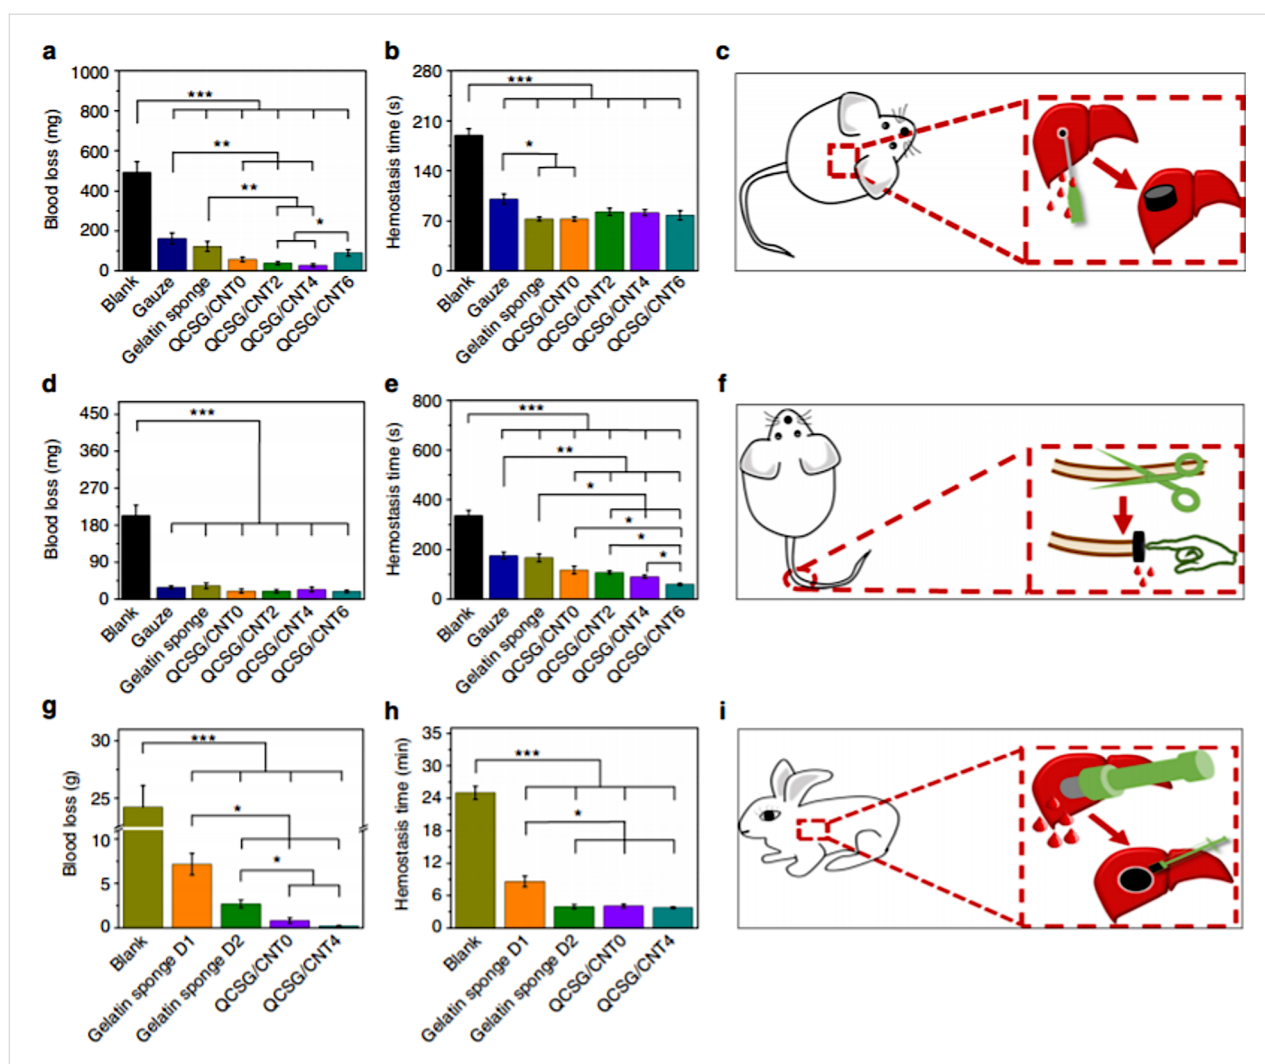 a
Blood loss (mg)
1000
800
600
400
200
0
***
**
**
*
Blank
Gauze
Gelatin sponge
QCSG/CNT0
QCSG/CNT2
QCSG/CNT4
QCSG/CNT6
b
Hemostasis time (s)
280
210
140
70
0
***
*
Blank
Gauze
Gelatin sponge
QCSG/CNT0
QCSG/CNT2
QCSG/CNT4
QCSG/CNT6
c
d
Blood loss (mg)
450
360
270
180
90
0
***
Blank
Gauze
Gelatin sponge
QCSG/CNT0
QCSG/CNT2
QCSG/CNT4
QCSG/CNT6
e
Hemostasis time (s)
800
600
400
200
0
***
**
*
*
*
*
Blank
Gauze
Gelatin sponge
QCSG/CNT0
QCSG/CNT2
QCSG/CNT4
QCSG/CNT6
f
g
Blood loss (g)
30
25
10
5
0
***
*
*
Blank
Gelatin sponge D1
Gelatin sponge D2
QCSG/CNT0
QCSG/CNT4
h
Hemostasis time (min)
35
30
24
18
12
6
0
***
*
Blank
Gelatin sponge D1
Gelatin sponge D2
QCSG/CNT0
QCSG/CNT4
i